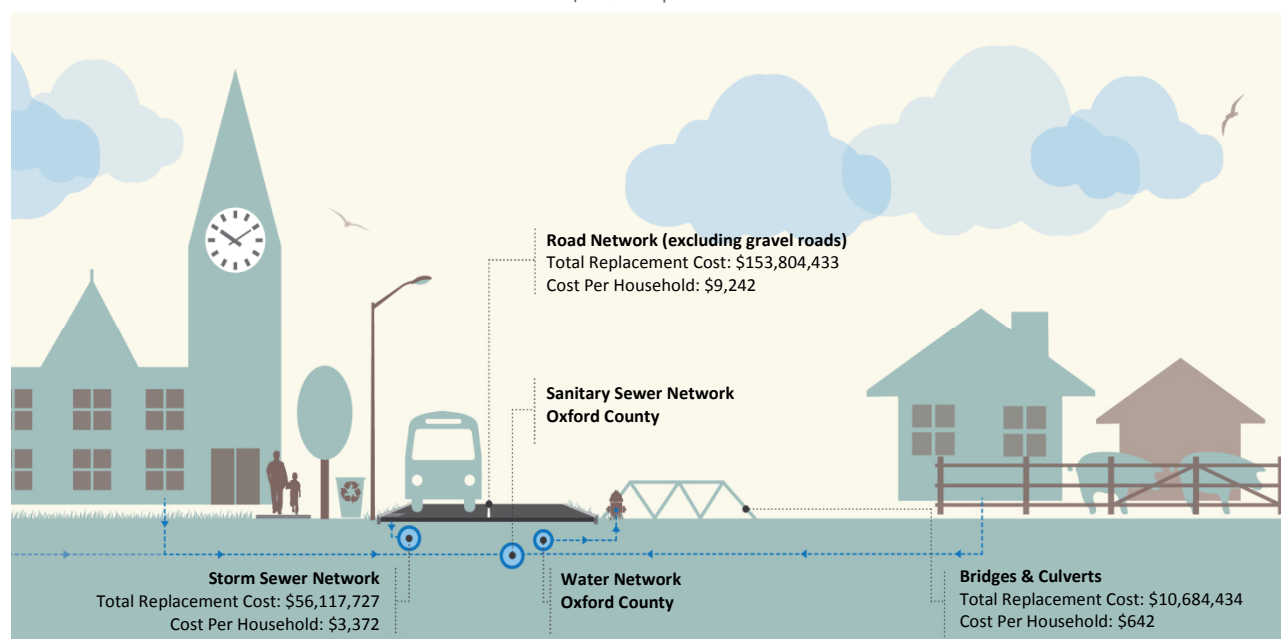 Road Network (excluding gravel roads)
Total Replacement Cost: $153,804,433
Cost Per Household: $9,242
Sanitary Sewer Network
Oxford County
Storm Sewer Network
Total Replacement Cost: $56,117,727
Cost Per Household: $3,372
Water Network
Oxford County
Bridges & Culverts
Total Replacement Cost: $10,684,434
Cost Per Household: $642